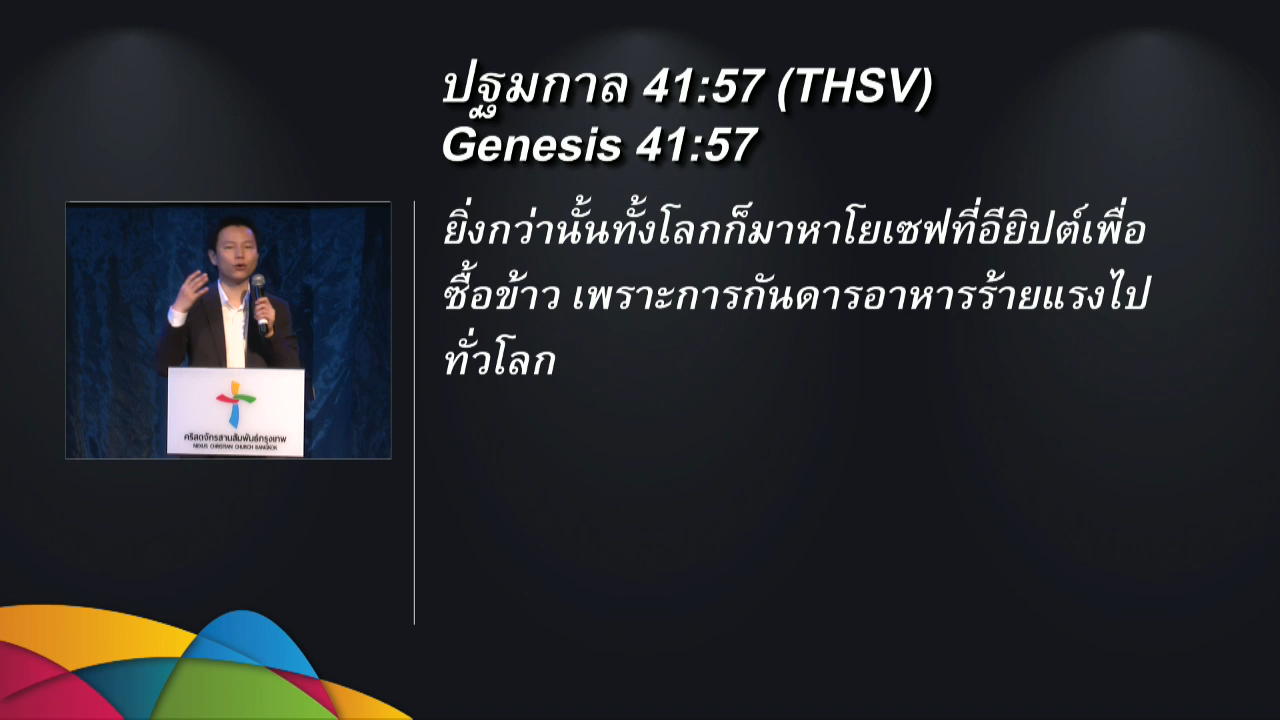 ปฐมกาล 41:57 (THSV)
Genesis 41:57
ยิ่งกว่านั้นทั้งโลกก็มาหาโยเซฟที่อียิปต์เพื่อ
ซื้อข้าว เพราะการกันดารอาหารร้ายแรงไป
ทั่วโลก
คริสตจักรสานสัมพันธ์กรุงเทพ
NEXUS CHRISTIAN CHURCH BANGKOK